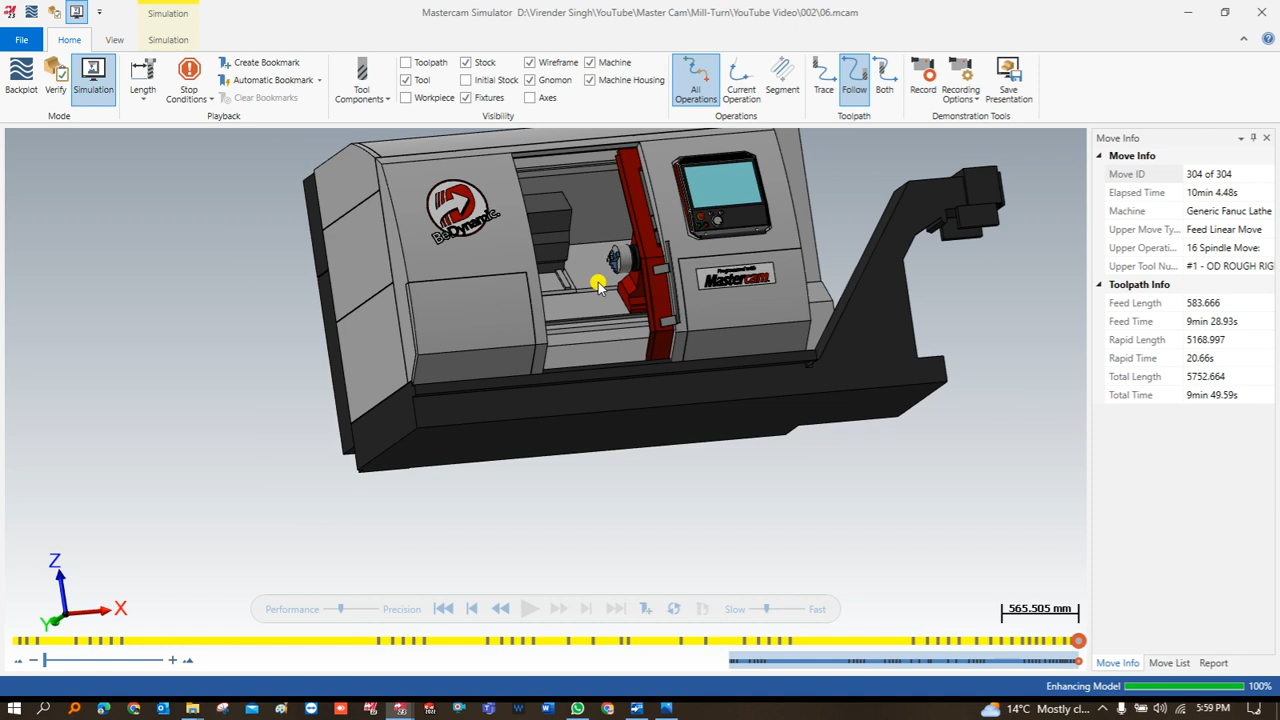 Simulation
Mastercam Simulator D:\Virender Singh\YouTube\Master Cam\Mill-Turn\YouTube Video\002\06.mcam
File
Home
View
Simulation
Backplot
Verify
Simulation
Mode
Length
Stop Conditions
Create Bookmark
Automatic Bookmark
Clear Bookmarks
Playback
Tool Components
Toolpath
Tool
Workpiece
Stock
Initial Stock
Fixtures
Wireframe
Gnomon
Axes
Machine
Machine Housing
Visibility
All Operations
Current Operation
Segment
Operations
Trace
Follow
Both
Toolpath
Record
Recording Options
Save Presentation
Demonstration Tools
BeDynamic.
Programmed with
Mastercam
Move Info
Move Info
Move ID 304 of 304
Elapsed Time 10min 4.48s
Machine Generic Fanuc Lathe
Upper Move Ty... Feed Linear Move
Upper Operati... 16 Spindle Move:
Upper Tool Nu... #1 - OD ROUGH RIG
Toolpath Info
Feed Length 583.666
Feed Time 9min 28.93s
Rapid Length 5168.997
Rapid Time 20.66s
Total Length 5752.664
Total Time 9min 49.59s
Z
X
Y
Performance
Precision
Slow
Fast
565.505 mm
Move Info
Move List
Report
Enhancing Model 100%
14°C Mostly cl...
5:59 PM